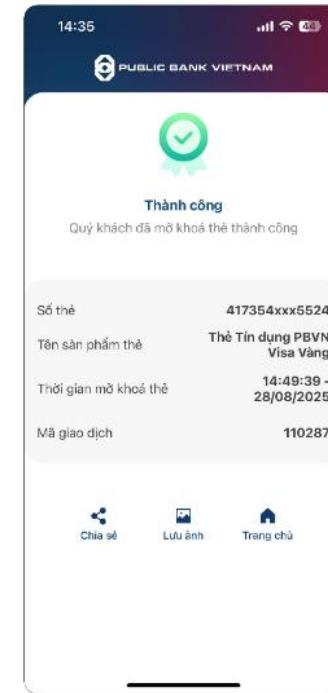 14:35
44
PUBLIC BANK VIETNAM
Thành công
Quý khách đã mở khoá thẻ thành công
Số thẻ 417354xxx5524
Tên sản phẩm thẻ Thẻ Tín dụng PBVN
Visa Vàng
Thời gian mở khoá thẻ 14:49:39 -
28/08/2025
Mã giao dịch 110287
Chia sẻ Lưu ảnh Trang chủ